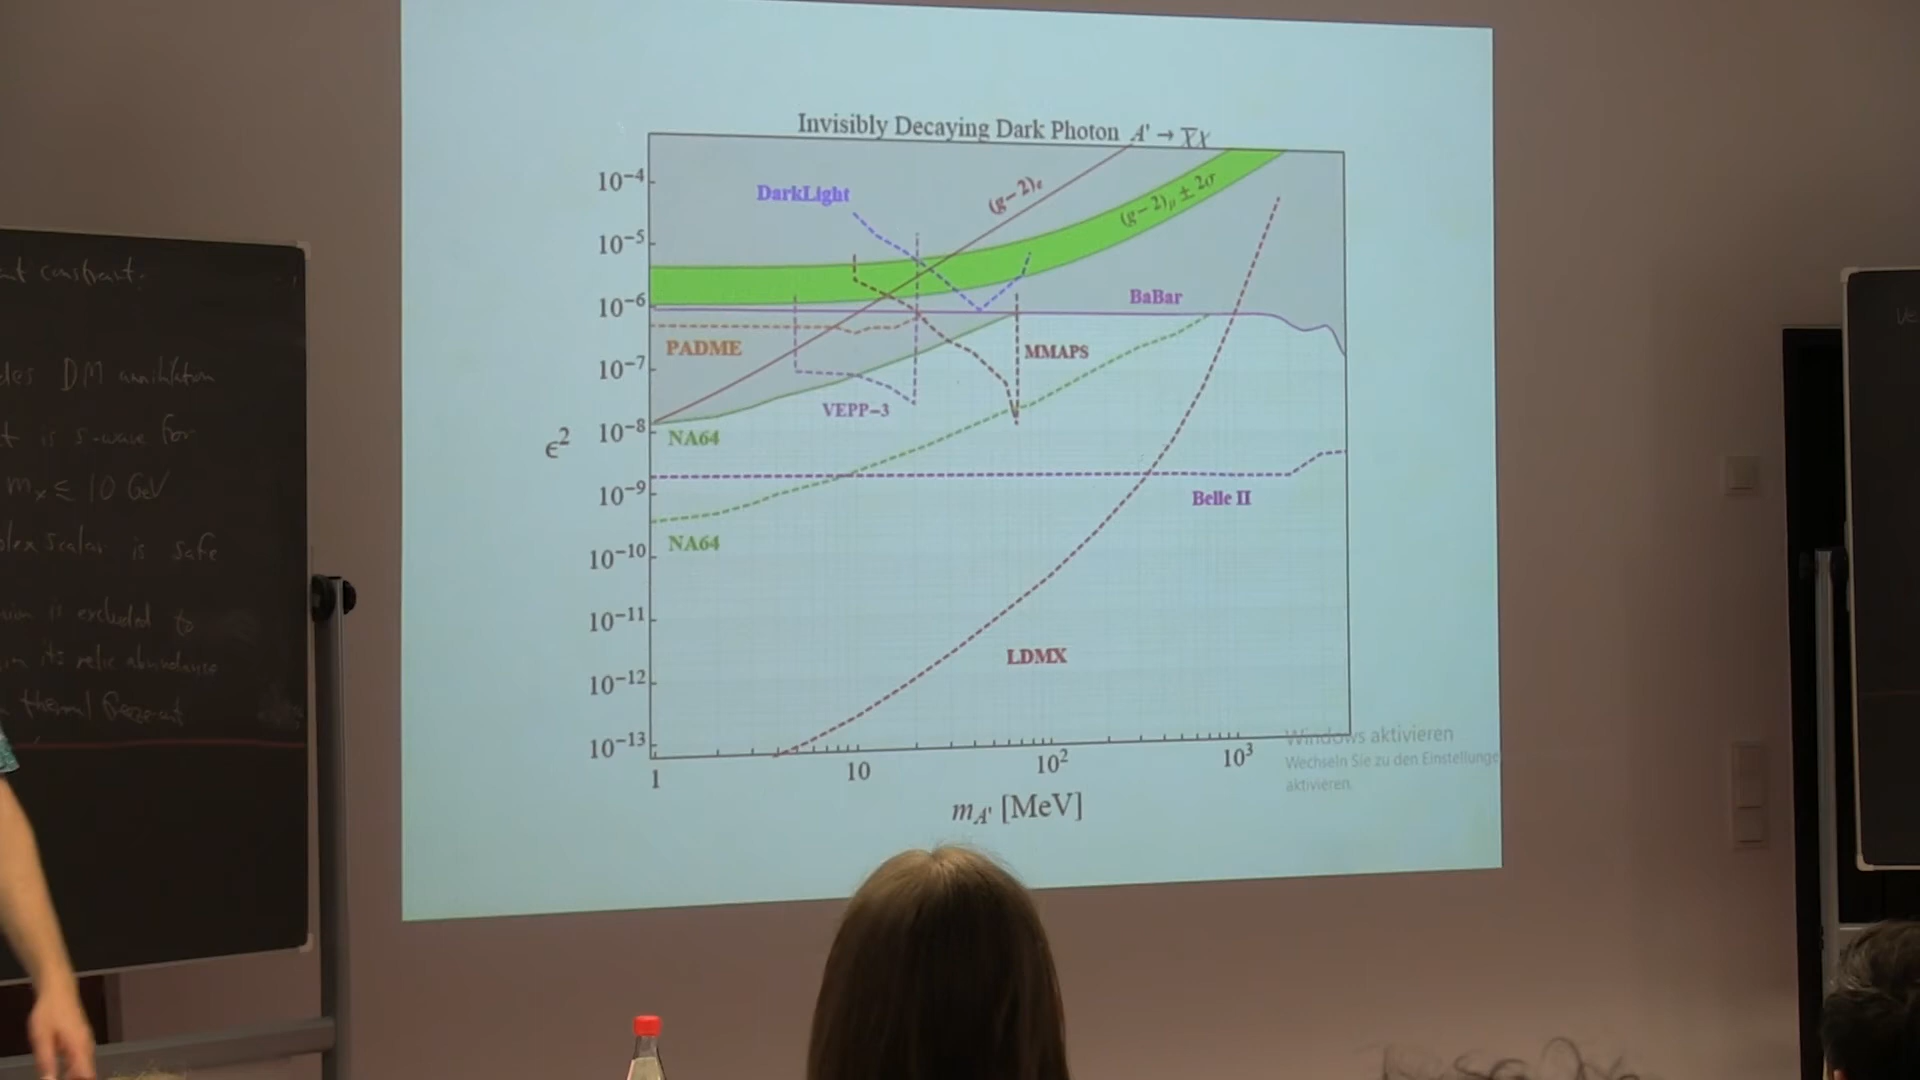 ant constraint.
DM annihilation
t is s-wave for
m_x ≲ 10 GeV
scalar is safe
is excluded to
its relic abundance
thermal freeze-out
Invisibly Decaying Dark Photon A' → χ̅χ
10⁻⁴
10⁻⁵
10⁻⁶
10⁻⁷
10⁻⁸
10⁻⁹
10⁻¹⁰
10⁻¹¹
10⁻¹²
10⁻¹³
ϵ²
DarkLight
(g−2)ₑ
(g−2)_μ ± 2σ
BaBar
PADME
MMAPS
VEPP−3
NA64
Belle II
NA64
LDMX
1
10
10²
10³
m_A' [MeV]
Windows aktivieren
Wechseln Sie zu den
aktivieren.